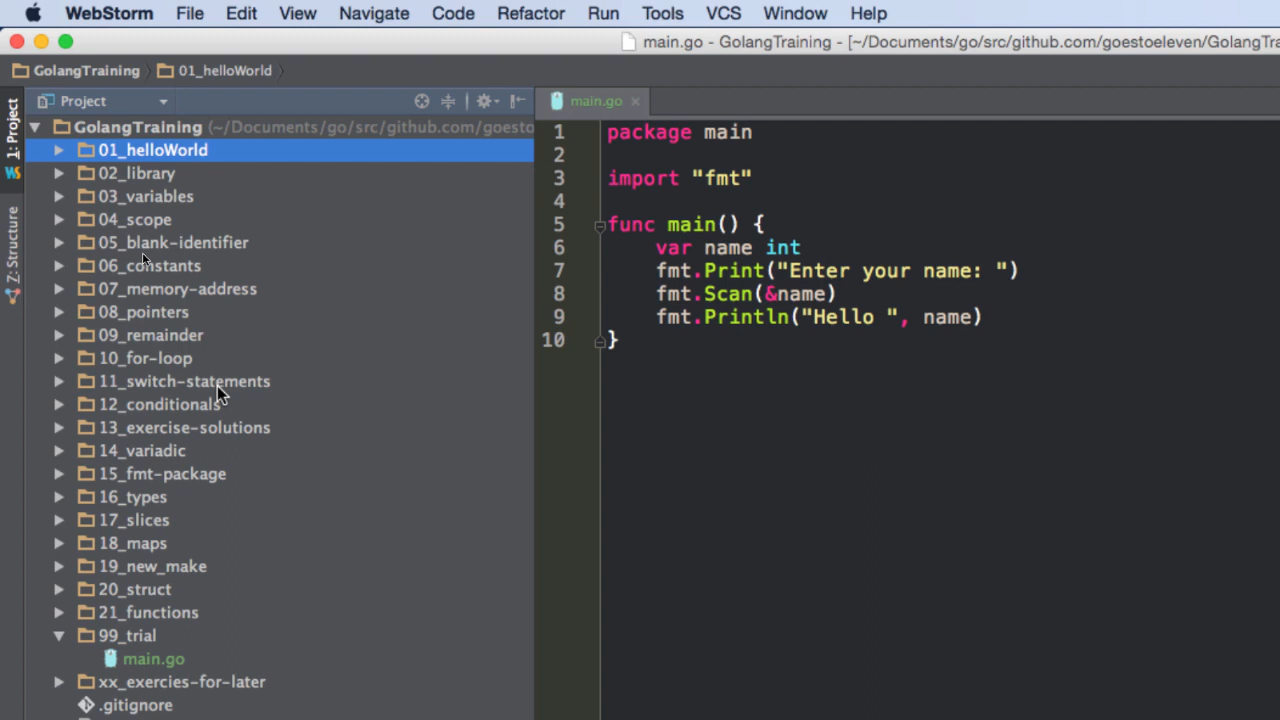 WebStorm File Edit View Navigate Code Refactor Run Tools VCS Window Help
main.go - GolangTraining - [~/Documents/go/src/github.com/goestoeleven/GolangTra
GolangTraining 01_helloWorld
1: Project
Z: Structure
Project
GolangTraining (~/Documents/go/src/github.com/goesto
01_helloWorld
02_library
03_variables
04_scope
05_blank-identifier
06_constants
07_memory-address
08_pointers
09_remainder
10_for-loop
11_switch-statements
12_conditionals
13_exercise-solutions
14_variadic
15_fmt-package
16_types
17_slices
18_maps
19_new_make
20_struct
21_functions
99_trial
main.go
xx_exercies-for-later
.gitignore
main.go
1 package main
2
3 import "fmt"
4
5 func main() {
6 var name int
7 fmt.Print("Enter your name: ")
8 fmt.Scan(&name)
9 fmt.Println("Hello ", name)
10 }